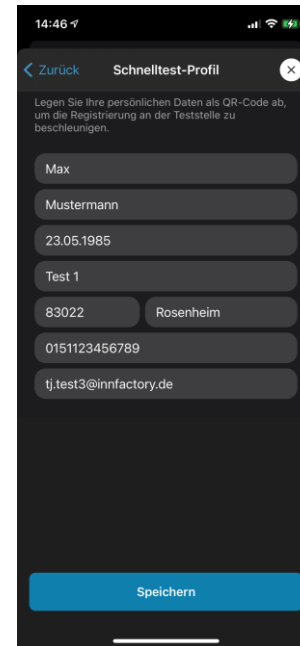 14:46
Zurück Schnelltest-Profil
Legen Sie Ihre persönlichen Daten als QR-Code ab,
um die Registrierung an der Teststelle zu
beschleunigen.
Max
Mustermann
23.05.1985
Test 1
83022 Rosenheim
0151123456789
tj.test3@innfactory.de
Speichern